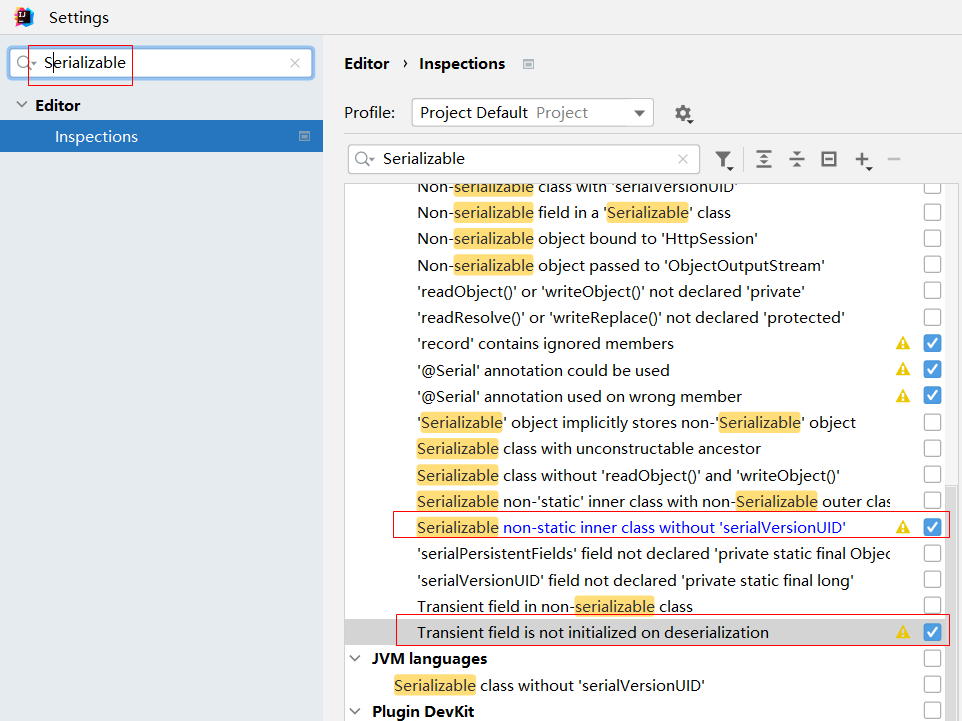 Settings
Serializable
Editor
Inspections
Editor › Inspections
Profile: Project Default Project
Serializable
Non-serializable class with 'serialVersionUID'
Non-serializable field in a 'Serializable' class
Non-serializable object bound to 'HttpSession'
Non-serializable object passed to 'ObjectOutputStream'
'readObject()' or 'writeObject()' not declared 'private'
'readResolve()' or 'writeReplace()' not declared 'protected'
'record' contains ignored members
'@Serial' annotation could be used
'@Serial' annotation used on wrong member
'Serializable' object implicitly stores non-'Serializable' object
Serializable class with unconstructable ancestor
Serializable class without 'readObject()' and 'writeObject()'
Serializable non-'static' inner class with non-Serializable outer clas
Serializable non-static inner class without 'serialVersionUID'
'serialPersistentFields' field not declared 'private static final Objec
'serialVersionUID' field not declared 'private static final long'
Transient field in non-serializable class
Transient field is not initialized on deserialization
JVM languages
Serializable class without 'serialVersionUID'
Plugin DevKit